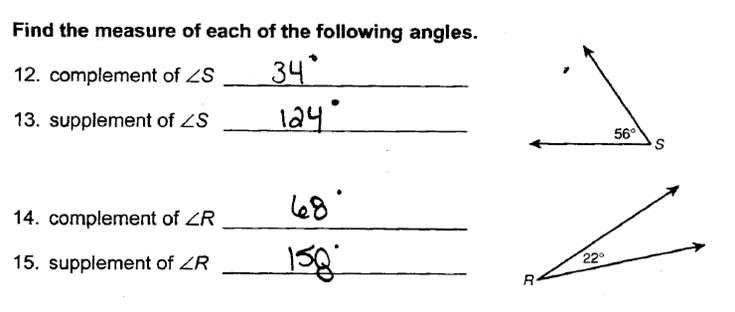 Find the measure of each of the following angles.
12. complement of ∠S 34°
13. supplement of ∠S 124°
56°
S
14. complement of ∠R 68°
15. supplement of ∠R 158°
22°
R